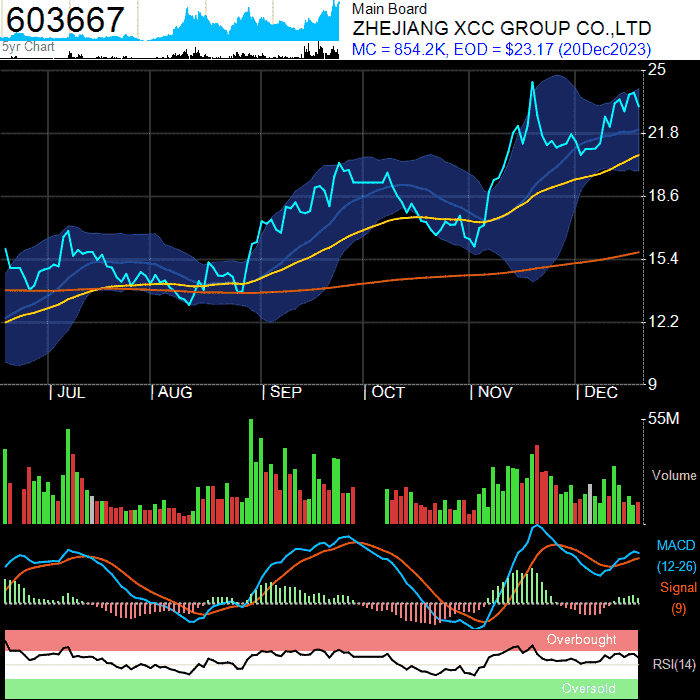 603667
5yr Chart
Main Board
ZHEJIANG XCC GROUP CO.,LTD
MC = 854.2K, EOD = $23.17 (20Dec2023)
25
21.8
18.6
15.4
12.2
9
JUL AUG SEP OCT NOV DEC
55M
Volume
MACD
(12-26)
Signal
(9)
Overbought
RSI(14)
Oversold